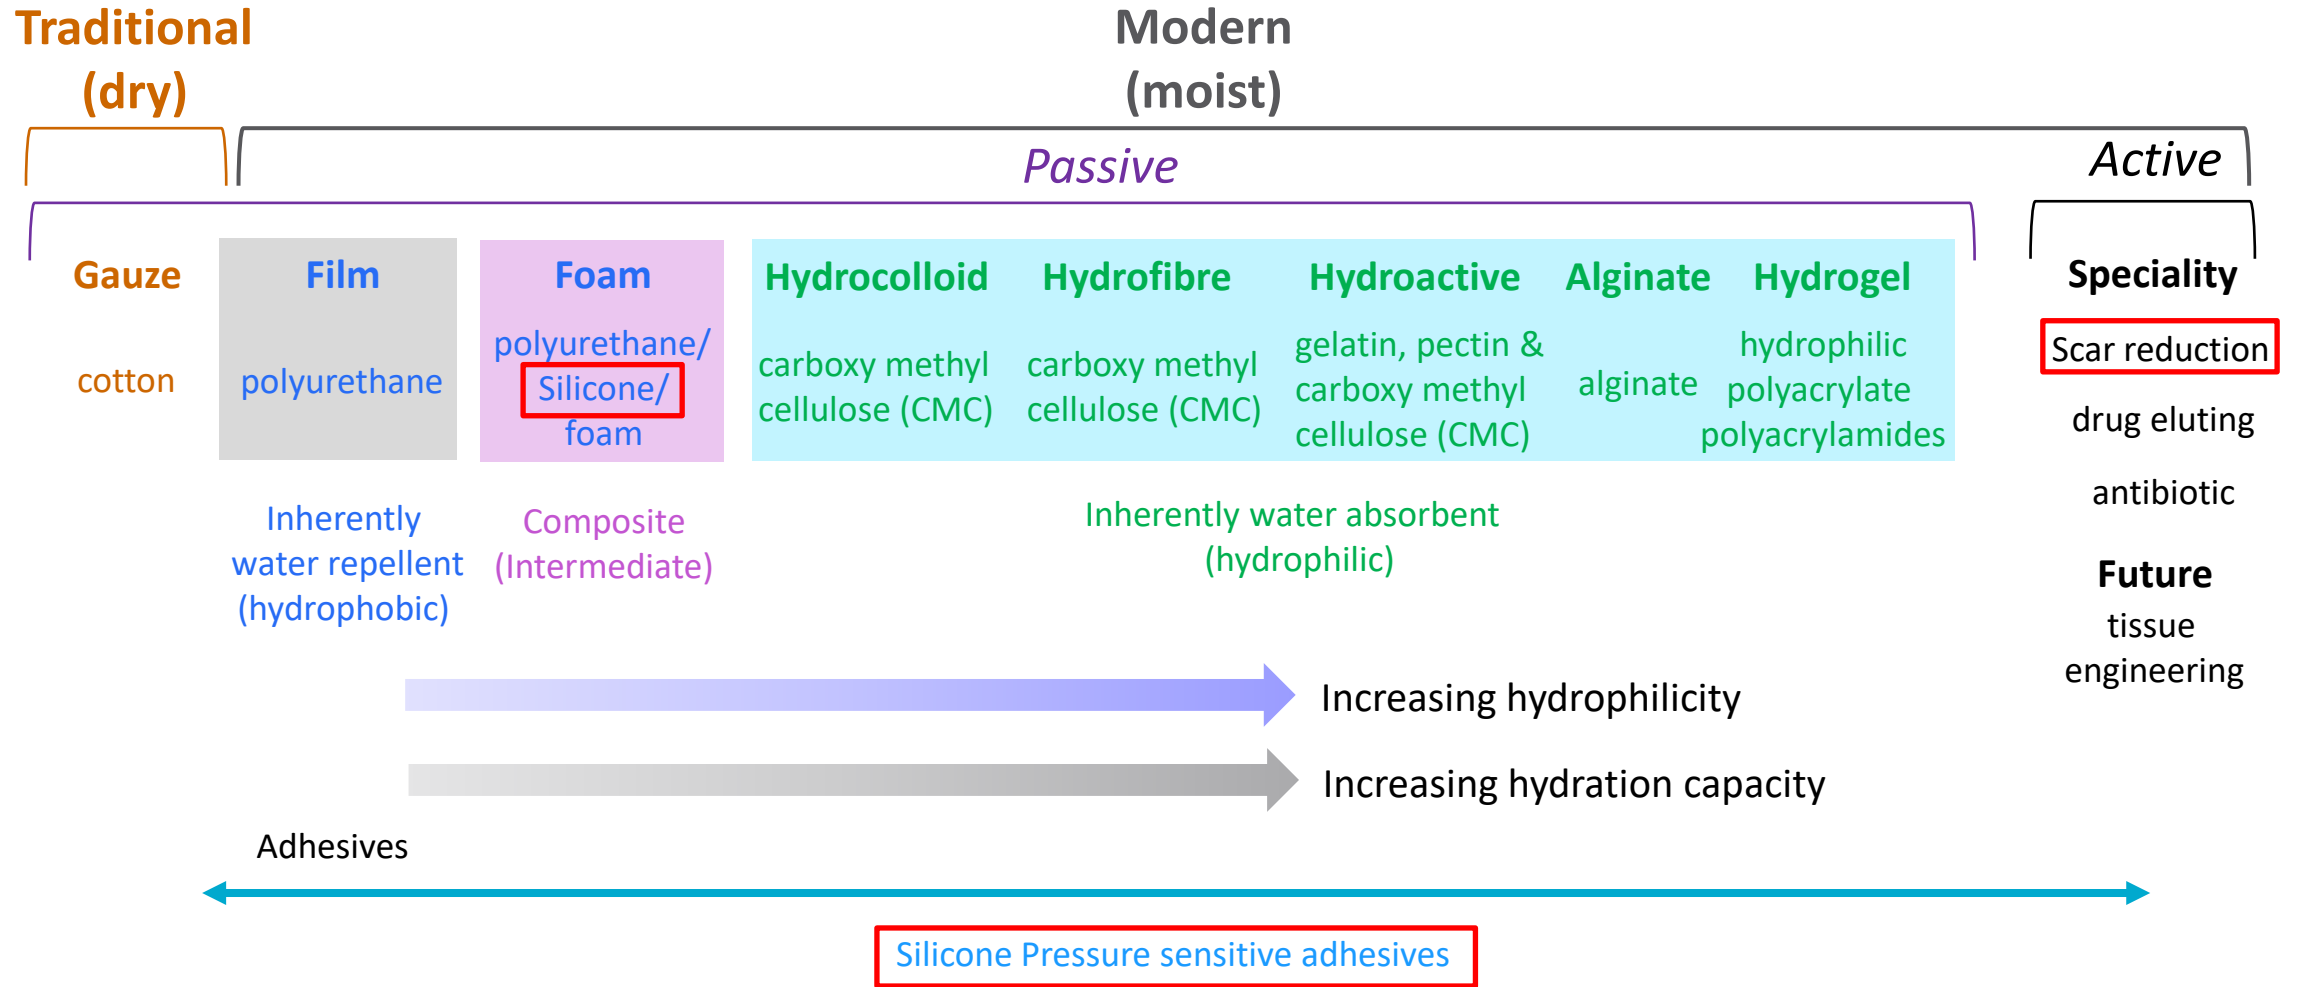 Traditional
(dry)
Modern
(moist)
Passive
Active
Gauze
cotton
Film
polyurethane
Foam
polyurethane/
Silicone/
foam
Hydrocolloid
carboxy methyl
cellulose (CMC)
Hydrofibre
carboxy methyl
cellulose (CMC)
Hydroactive
gelatin, pectin &
carboxy methyl
cellulose (CMC)
Alginate
alginate
Hydrogel
hydrophilic
polyacrylate
polyacrylamides
Speciality
Scar reduction
drug eluting
antibiotic
Future
tissue
engineering
Inherently
water repellent
(hydrophobic)
Composite
(Intermediate)
Inherently water absorbent
(hydrophilic)
Increasing hydrophilicity
Increasing hydration capacity
Adhesives
Silicone Pressure sensitive adhesives